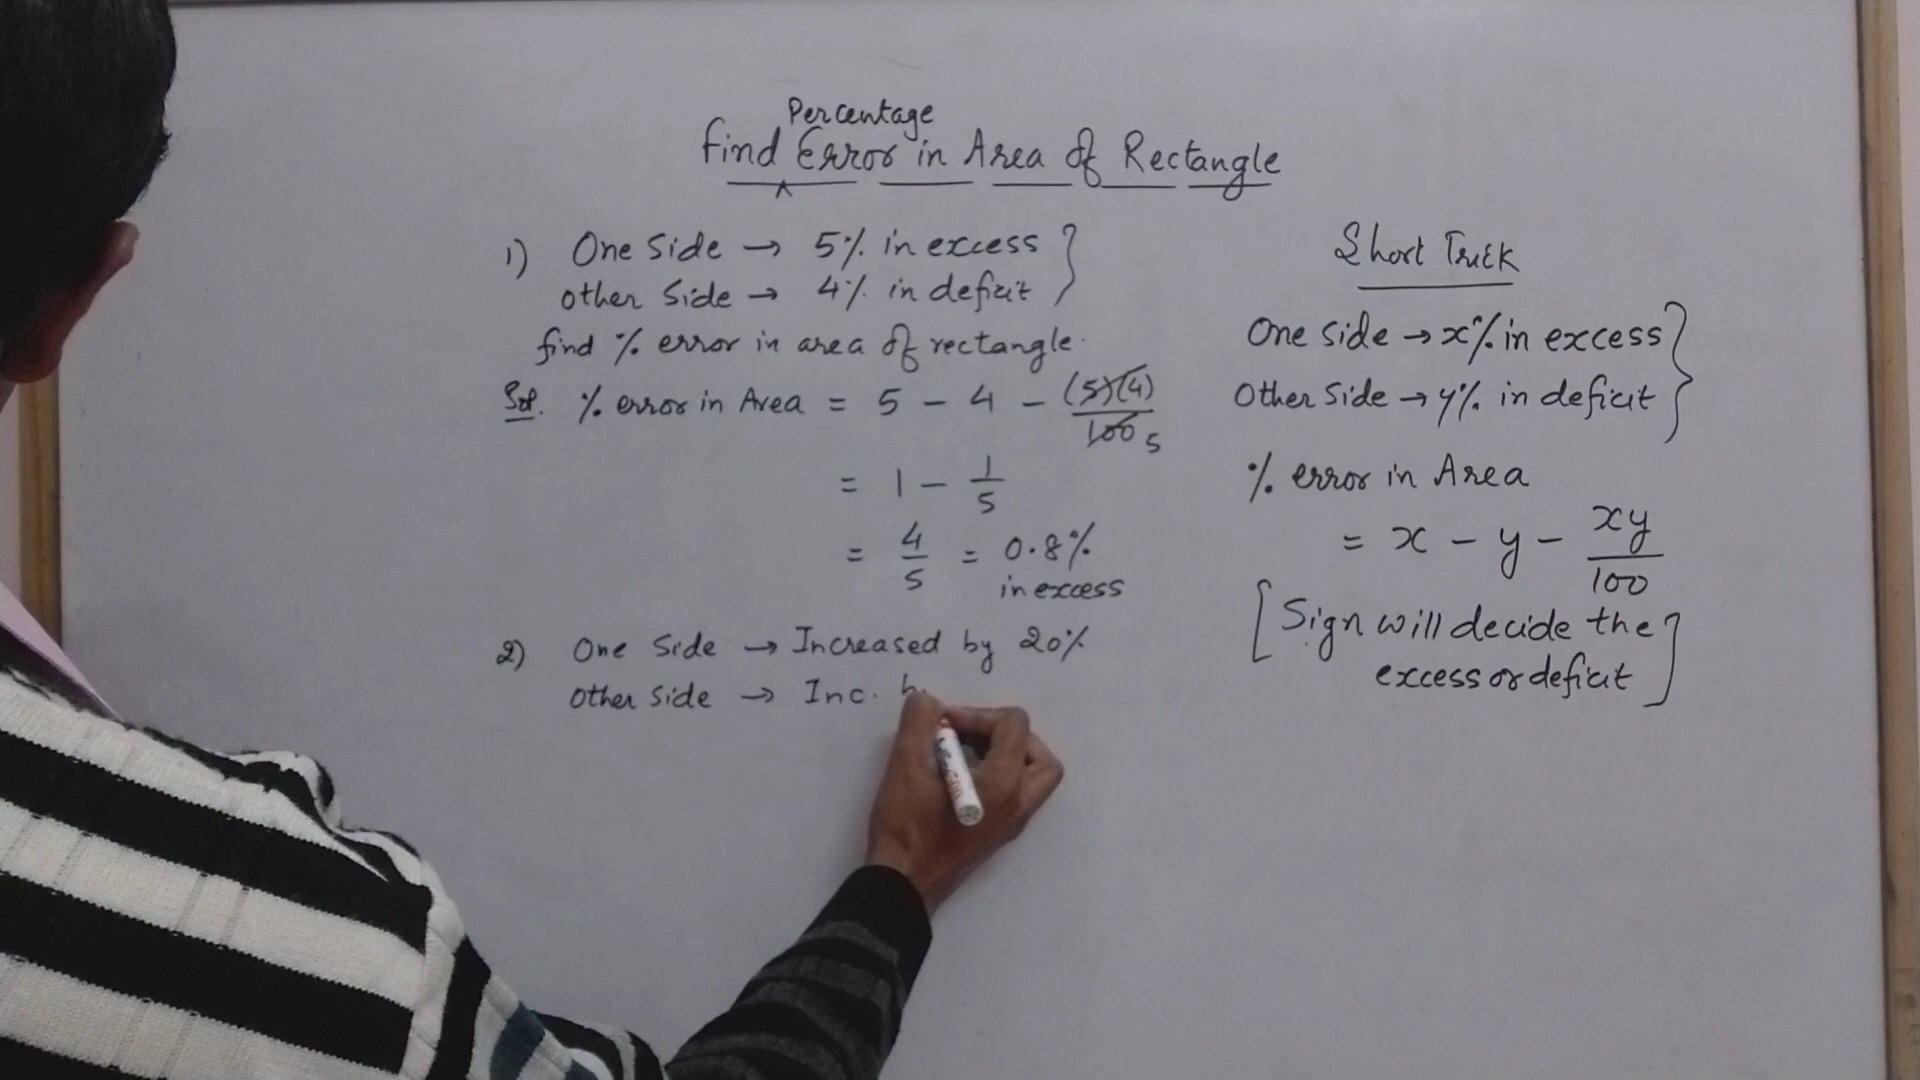 Percentage
Find Error in Area Of Rectangle
1) One Side → 5% in excess
other Side → 4% in deficit
find % error in area Of rectangle.
Sol. % error in Area = 5 - 4 - (5)(4)/100 5
= 1 - 1/5
= 4/5 = 0.8%
in excess
2) One Side → Increased by 20%
Other Side → Inc.
Short Trick
One Side → x% in excess
Other Side → y% in deficit
% error in Area
= x - y - xy/100
[Sign will decide the
excess or deficit]